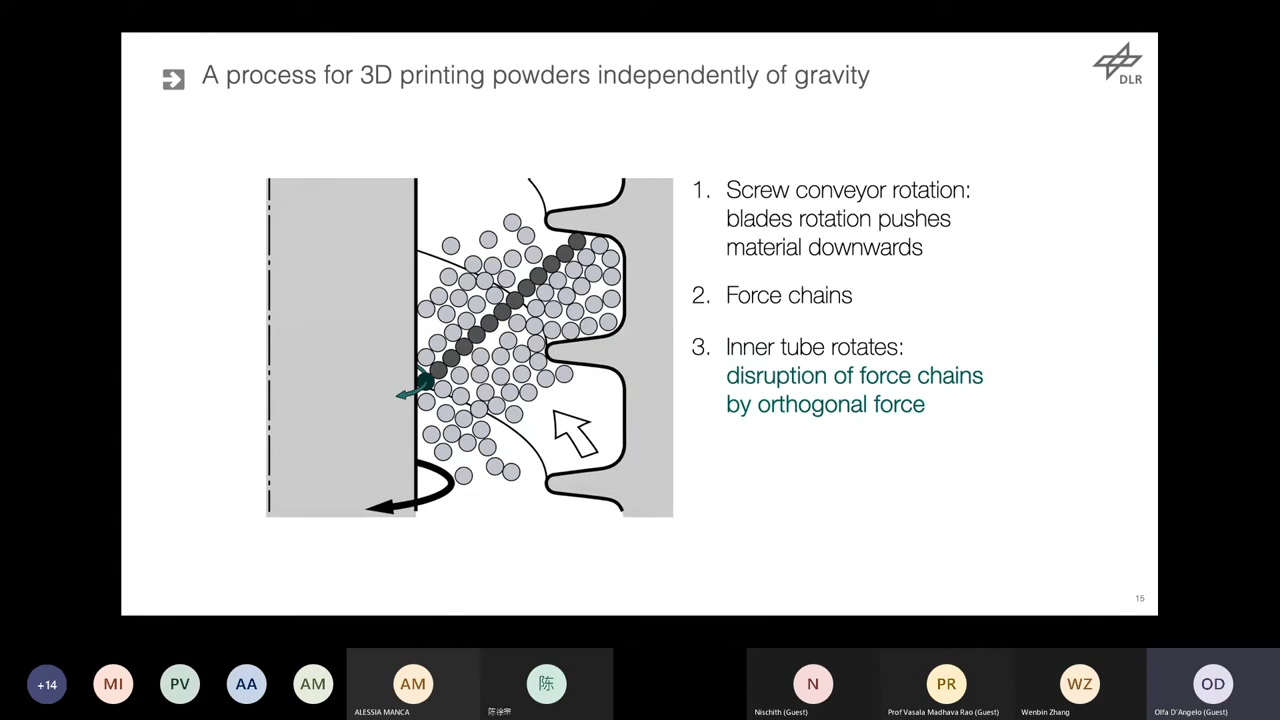 A process for 3D printing powders independently of gravity
DLR
1. Screw conveyor rotation:
blades rotation pushes
material downwards
2. Force chains
3. Inner tube rotates:
disruption of force chains
by orthogonal force
15
+14
MI
PV
AA
AM
AM
陈
N
PR
WZ
OD
ALESSIA MANCA
陈徐宗
Nischith (Guest)
Prof Vasala Madhava Rao (Guest)
Wenbin Zhang
Olfa D'Angelo (Guest)